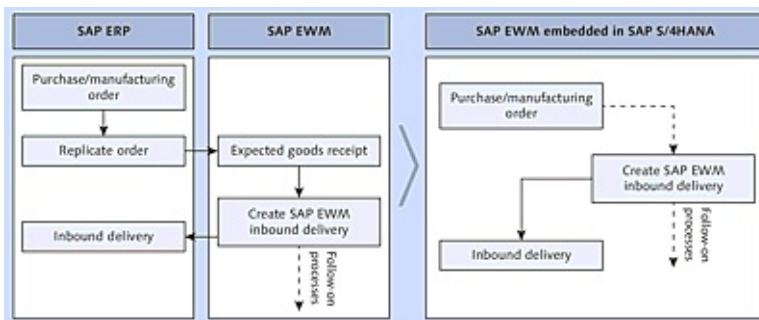 SAP ERP
Purchase/manufacturing
order
Replicate order
Inbound delivery
SAP EWM
Expected goods receipt
Create SAP EWM
inbound delivery
Follow-on
processes
SAP EWM embedded in SAP S/4HANA
Purchase/manufacturing
order
Create SAP EWM
inbound delivery
Inbound delivery
Follow-on
processes